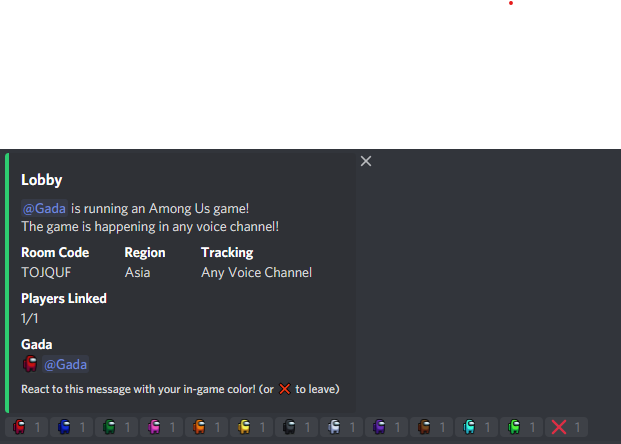 Lobby
@Gada is running an Among Us game!
The game is happening in any voice channel!
Room Code Region Tracking
TOJQUF Asia Any Voice Channel
Players Linked
1/1
Gada
@Gada
React to this message with your in-game color! (or ❌ to leave)
1 1 1 1 1 1 1 1 1 1 1 1 1